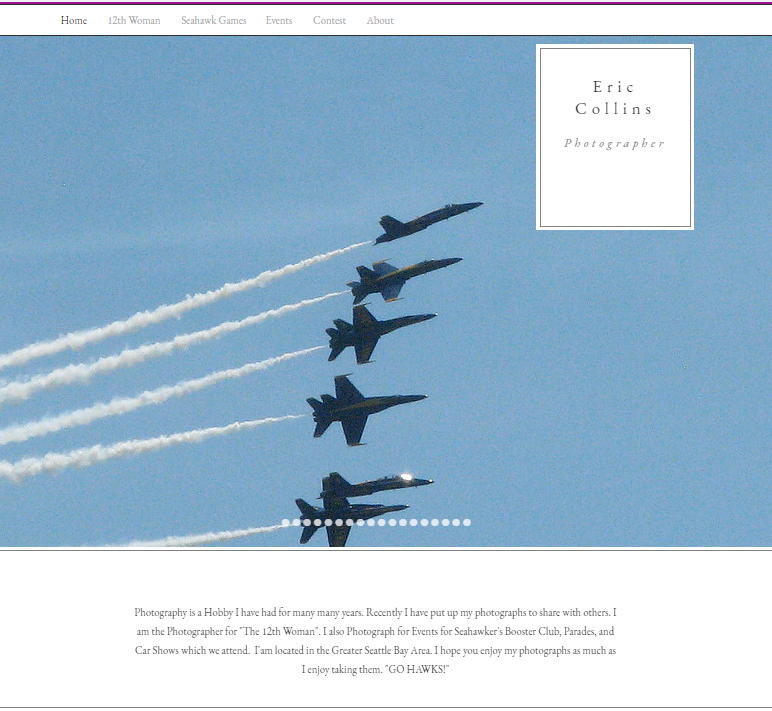 Home 12th Woman Seahawk Games Events Contest About
Eric
Collins
Photographer
Photography is a Hobby I have had for many many years. Recently I have put up my photographs to share with others. I
am the Photographer for "The 12th Woman". I also Photograph for Events for Seahawker's Booster Club, Parades, and
Car Shows which we attend. I'am located in the Greater Seattle Bay Area. I hope you enjoy my photographs as much as
I enjoy taking them. "GO HAWKS!"